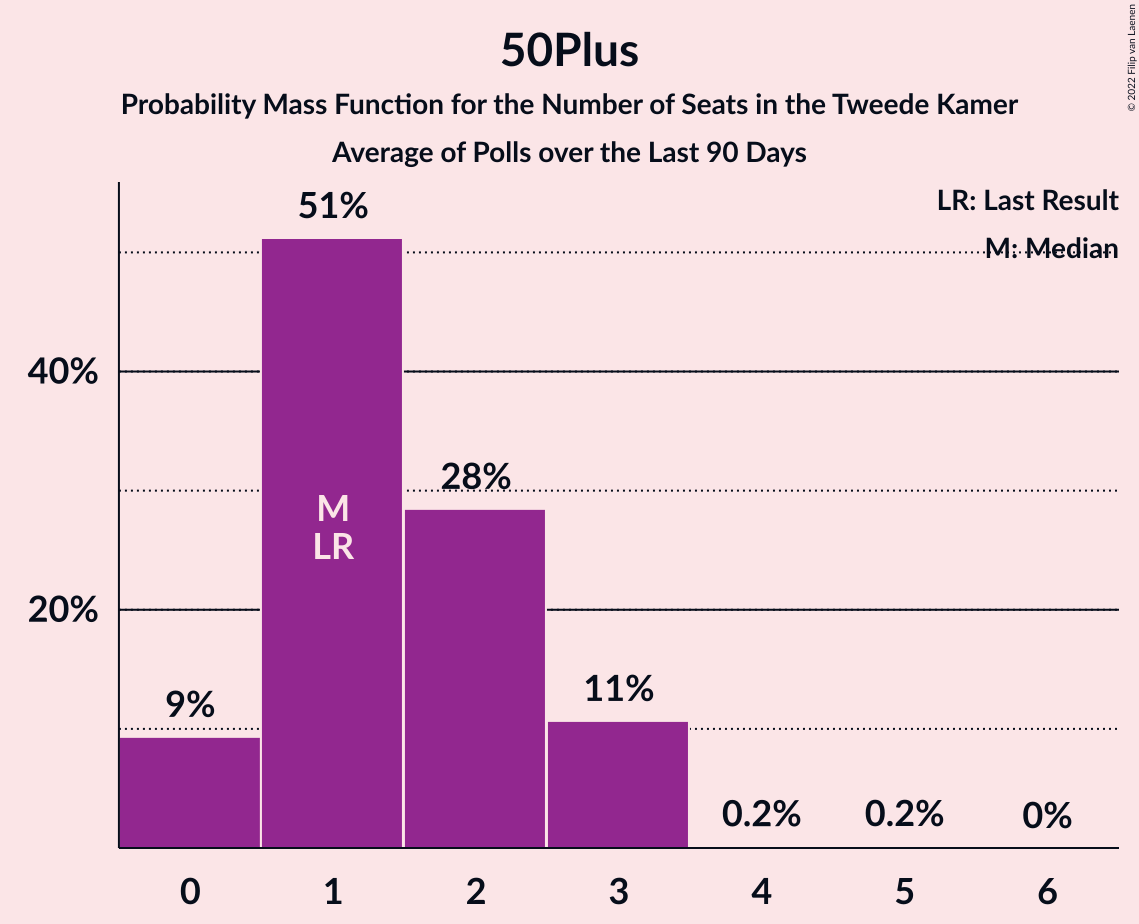 50Plus
Probability Mass Function for the Number of Seats in the Tweede Kamer
Average of Polls over the Last 90 Days
© 2022 Filip van Laenen
LR: Last Result
M: Median
51%
40%
28%
M
LR
20%
11%
9%
0.2%
0.2%
0%
0 1 2 3 4 5 6